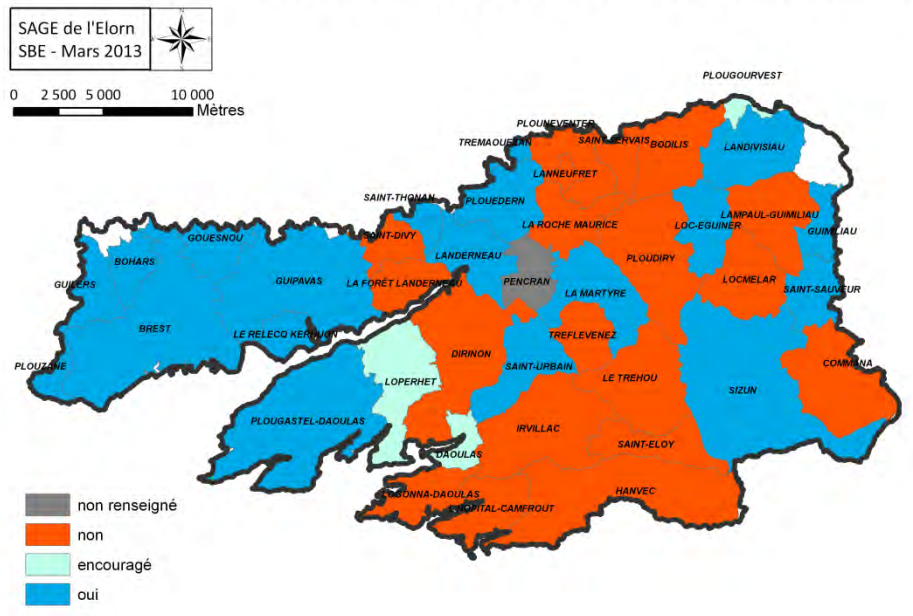 SAGE de l'Elorn
SBE - Mars 2013
0 2 500 5 000 10 000
Mètres
PLOUGOURVEST
PLOUNEVENTER
SAINT-SERVAIS
BODILIS
TREMAOUEZAN
LANDIVISIAU
LANNEUFRET
SAINT-THONAN
PLOUEDERN
LAMPAUL-GUIMILIAU
LA ROCHE MAURICE
LOC-EGUINER
GUIMILIAU
SAINT-DIVY
GOUESNOU
BOHARS
LANDERNEAU
PLOUDIRY
GUIPAVAS
LA FORÊT LANDERNEAU
PENCRAN
LOCMELAR
GUILERS
LA MARTYRE
SAINT-SAUVEUR
BREST
LE RELECQ KERHUON
TREFLEVENEZ
DIRINON
COMMANA
PLOUZANE
SAINT-URBAIN
LE TREHOU
LOPERHET
SIZUN
PLOUGASTEL-DAOULAS
IRVILLAC
SAINT-ELOY
DAOULAS
HANVEC
LOGONNA-DAOULAS
L'HOPITAL-CAMFROUT
non renseigné
non
encouragé
oui